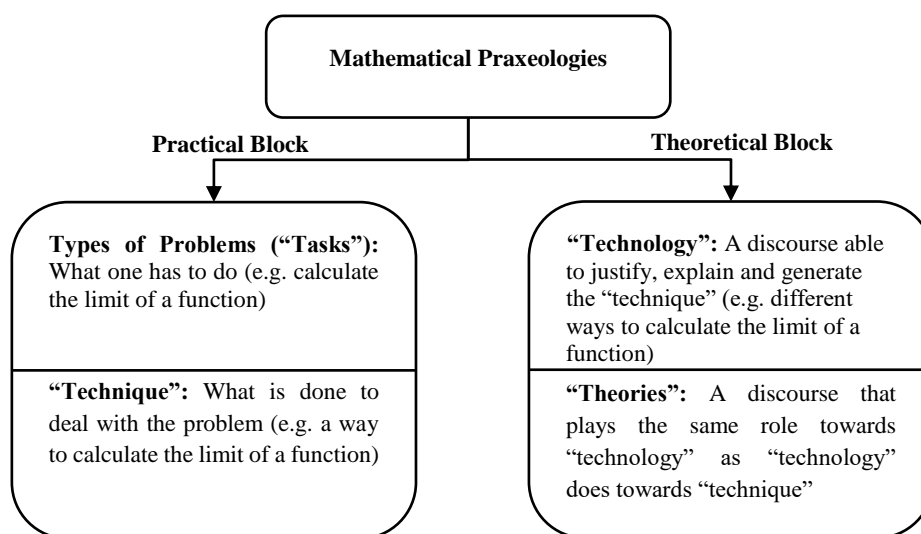 Mathematical Praxeologies
Practical Block
Theoretical Block
Types of Problems (“Tasks”):
What one has to do (e.g. calculate
the limit of a function)
“Technique”: What is done to
deal with the problem (e.g. a way
to calculate the limit of a function)
“Technology”: A discourse able
to justify, explain and generate
the “technique” (e.g. different
ways to calculate the limit of a
function)
“Theories”: A discourse that
plays the same role towards
“technology” as “technology”
does towards “technique”